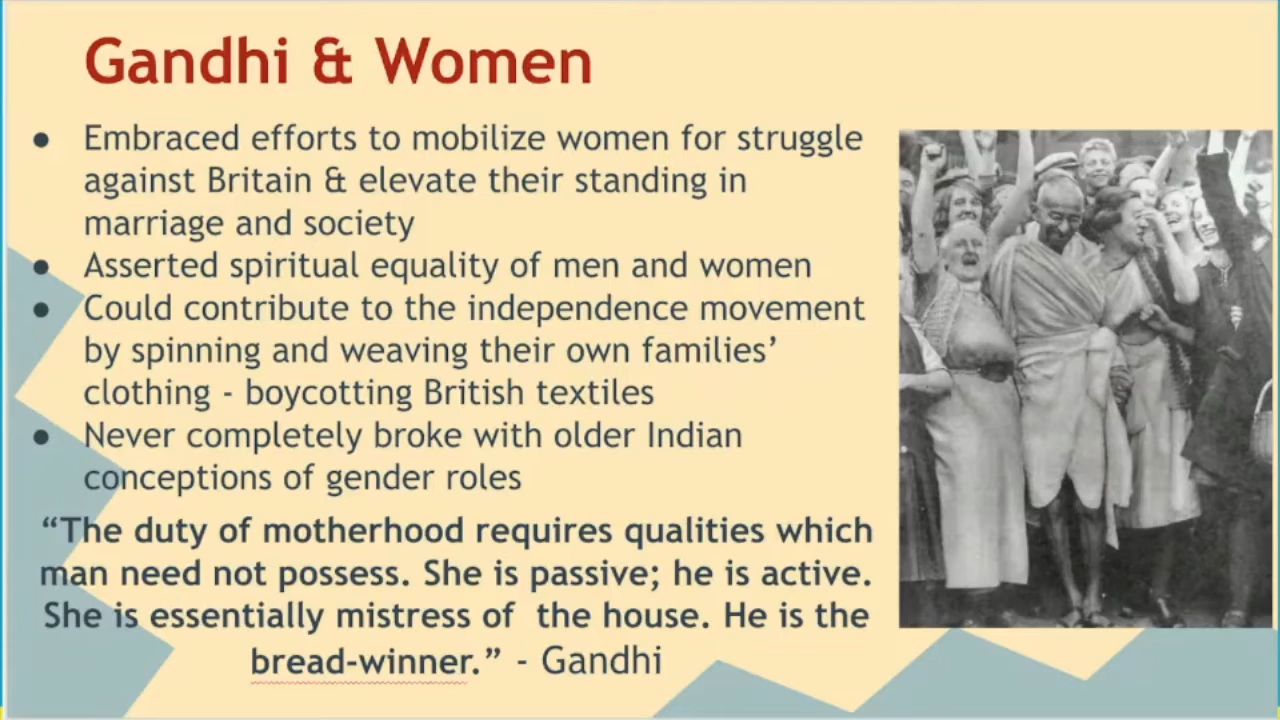 Gandhi & Women
● Embraced efforts to mobilize women for struggle
against Britain & elevate their standing in
marriage and society
● Asserted spiritual equality of men and women
● Could contribute to the independence movement
by spinning and weaving their own families’
clothing - boycotting British textiles
● Never completely broke with older Indian
conceptions of gender roles
“The duty of motherhood requires qualities which
man need not possess. She is passive; he is active.
She is essentially mistress of the house. He is the
bread-winner.” - Gandhi